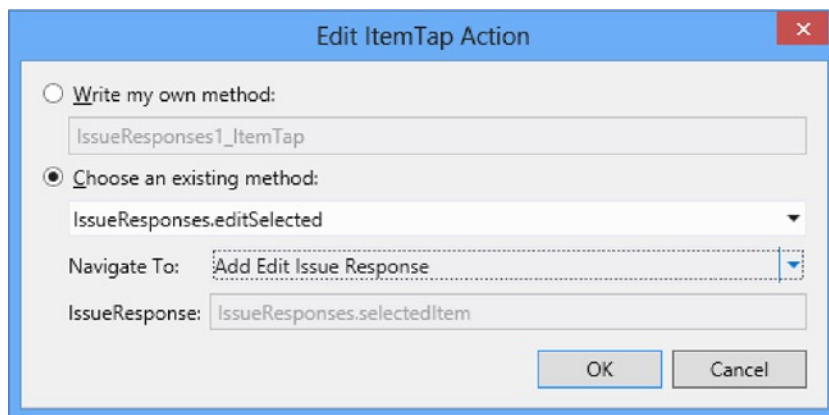 Edit ItemTap Action
Write my own method:
IssueResponses1_ItemTap
Choose an existing method:
IssueResponses.editSelected
Navigate To: Add Edit Issue Response
IssueResponse: IssueResponses.selectedItem
OK Cancel